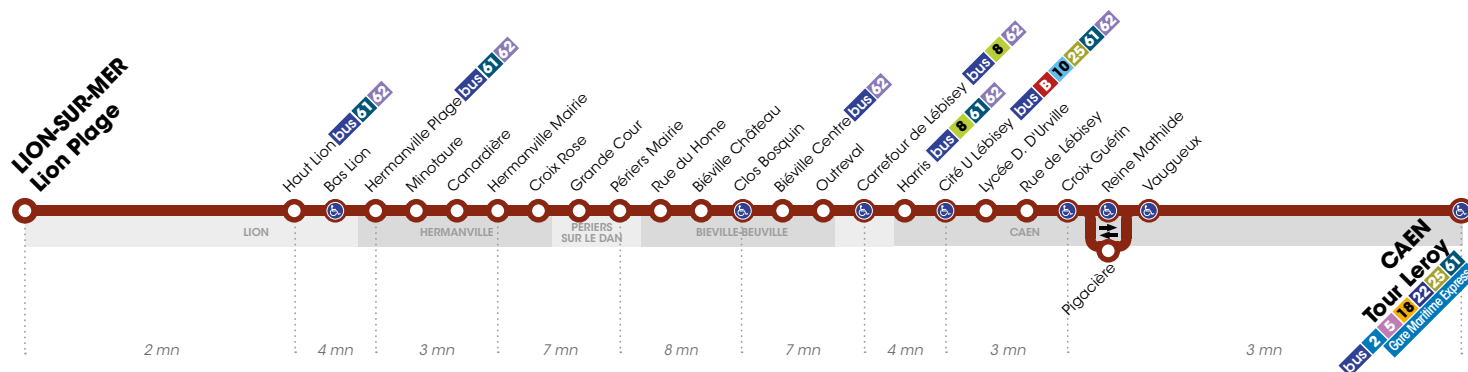 LION-SUR-MER
Lion Plage
Haut Lion bus 61 62
Bas Lion
Hermanville Plage bus 61 62
Minotaure
Canardière
Hermanville Mairie
Croix Rose
Grande Cour
Périers Mairie
Rue du Home
Biéville Château
Clos Bosquin
Biéville Centre bus 62
Outreval
Carrefour de Lébisey bus 8 62
Harris bus 8 61 62
Cité U Lébisey bus B 10 25 61 62
Lycée D. D'Urville
Rue de Lébisey
Croix Guérin
Reine Mathilde
Vaugueux
Pigacière
CAEN
Tour Leroy
bus 2 5 18 22 25 61
Gare Maritime Express
LION
HERMANVILLE
PÉRIERS
SUR LE DAN
BIEVILLE-BEUVILLE
CAEN
2 mn
4 mn
3 mn
7 mn
8 mn
7 mn
4 mn
3 mn
3 mn